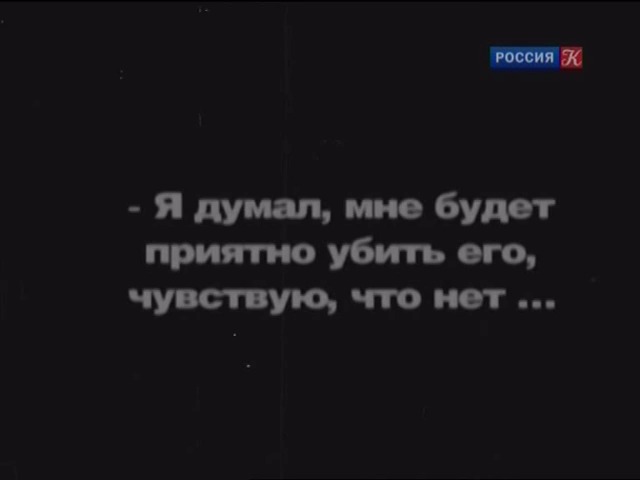 РОССИЯ К
- Я думал, мне будет
приятно убить его,
чувствую, что нет ...